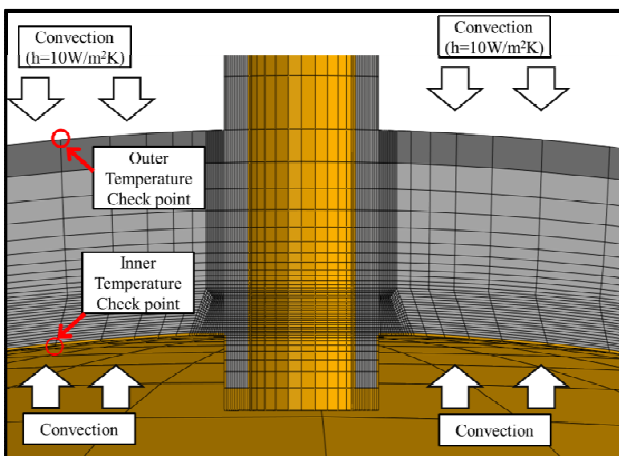 Convection
(h=10W/m²K)
Convection
(h=10W/m²K)
Outer
Temperature
Check point
Inner
Temperature
Check point
Convection
Convection